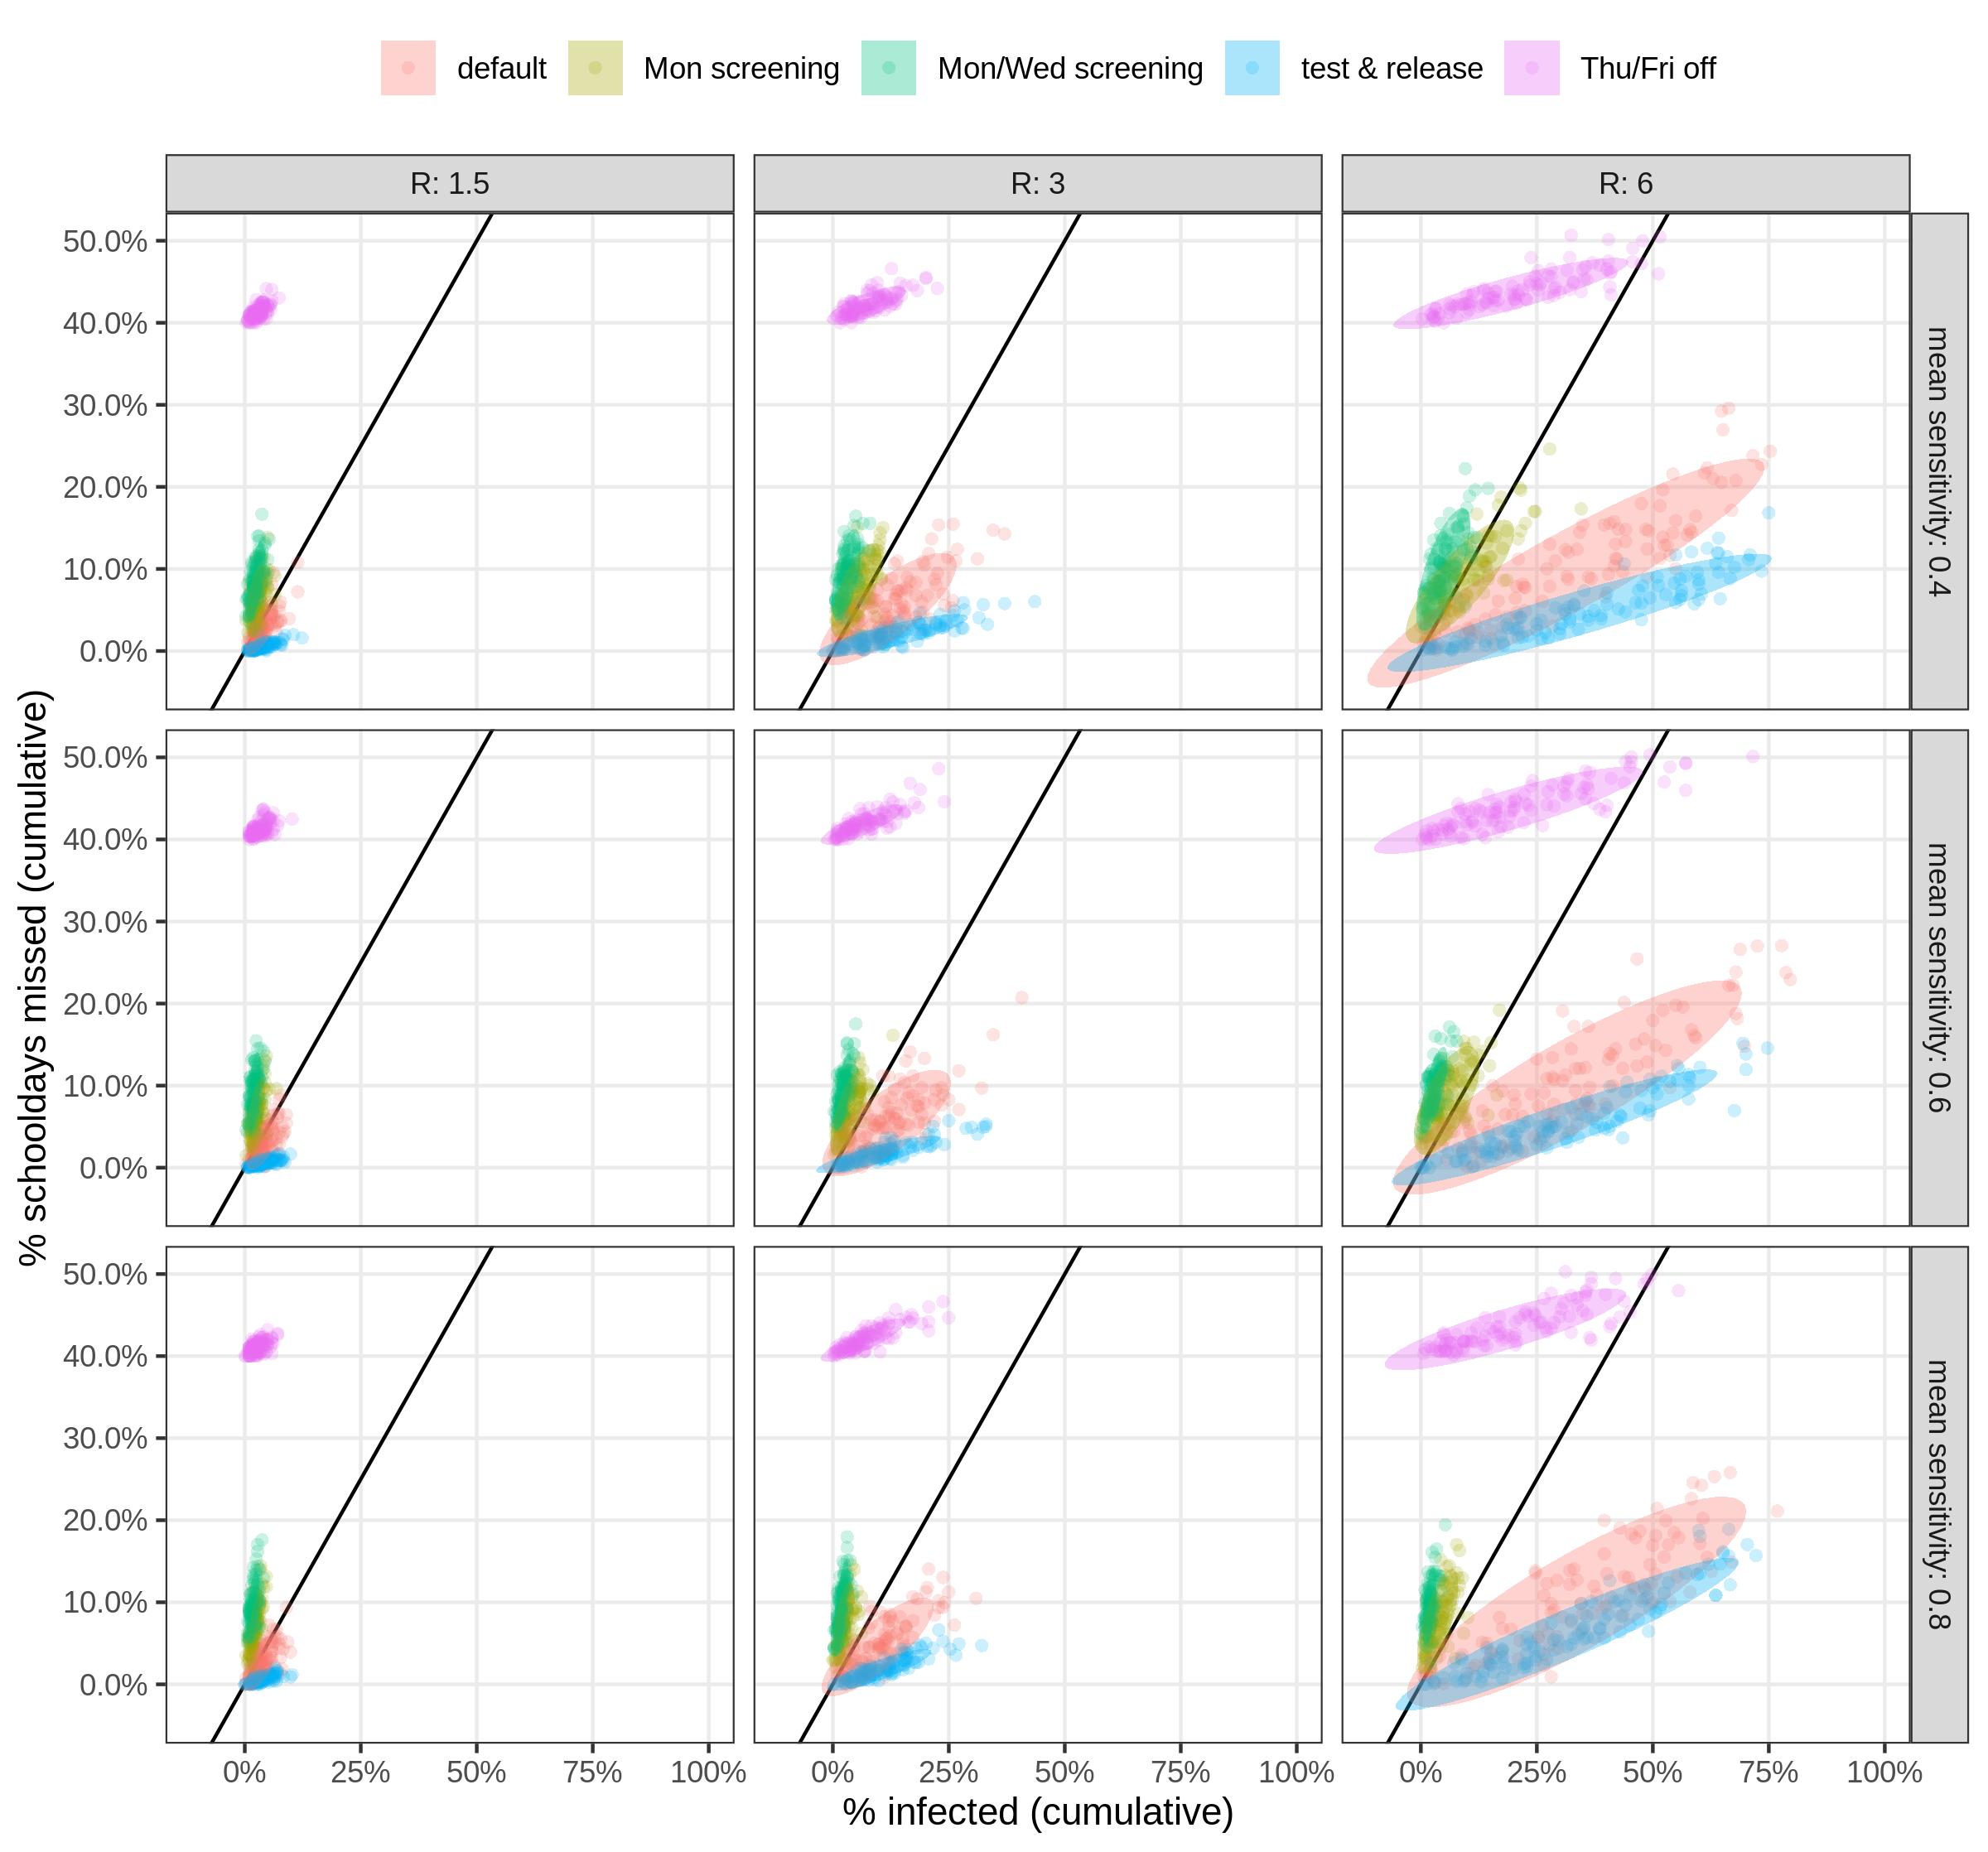 default Mon screening Mon/Wed screening test & release Thu/Fri off
R: 1.5 R: 3 R: 6
50.0%
40.0%
30.0%
20.0%
10.0%
0.0%
mean sensitivity: 0.4
% schooldays missed (cumulative)
50.0%
40.0%
30.0%
20.0%
10.0%
0.0%
mean sensitivity: 0.6
50.0%
40.0%
30.0%
20.0%
10.0%
0.0%
mean sensitivity: 0.8
0% 25% 50% 75% 100% 0% 25% 50% 75% 100% 0% 25% 50% 75% 100%
% infected (cumulative)